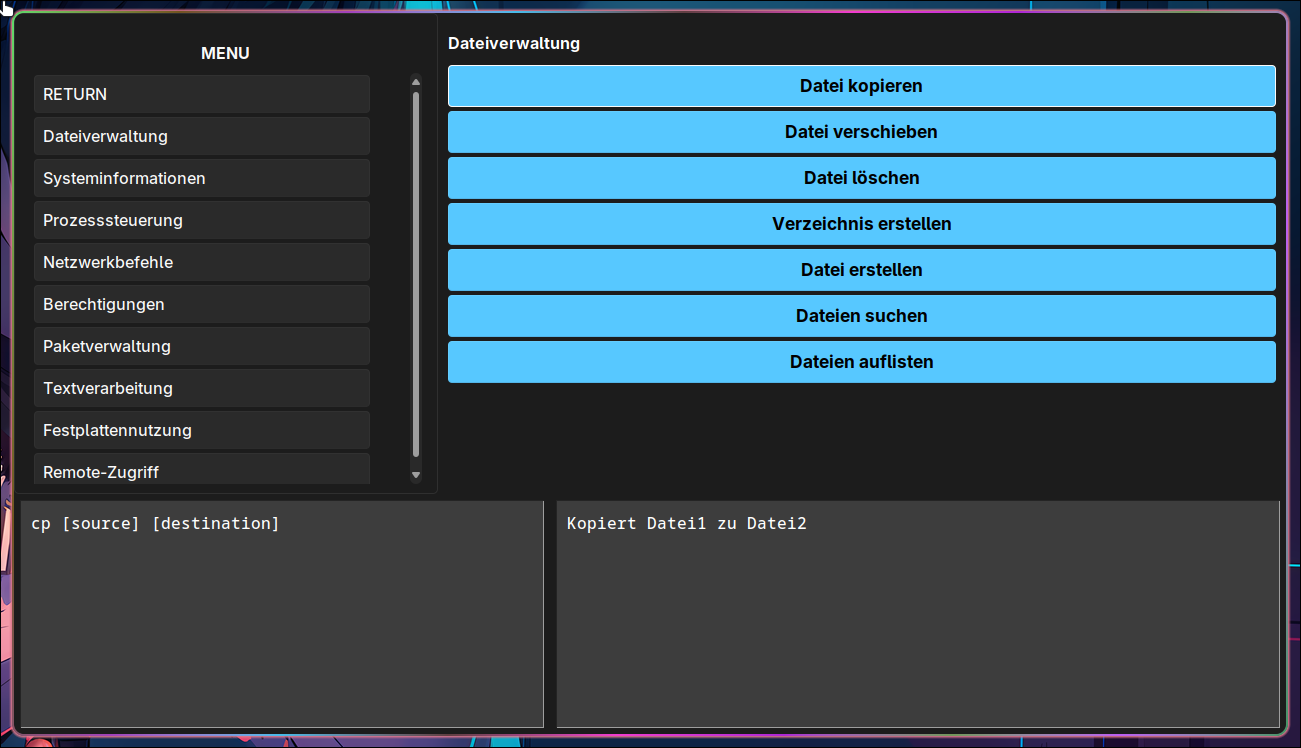 MENU
RETURN
Dateiverwaltung
Systeminformationen
Prozesssteuerung
Netzwerkbefehle
Berechtigungen
Paketverwaltung
Textverarbeitung
Festplattennutzung
Remote-Zugriff
Dateiverwaltung
Datei kopieren
Datei verschieben
Datei löschen
Verzeichnis erstellen
Datei erstellen
Dateien suchen
Dateien auflisten
cp [source] [destination]
Kopiert Datei1 zu Datei2